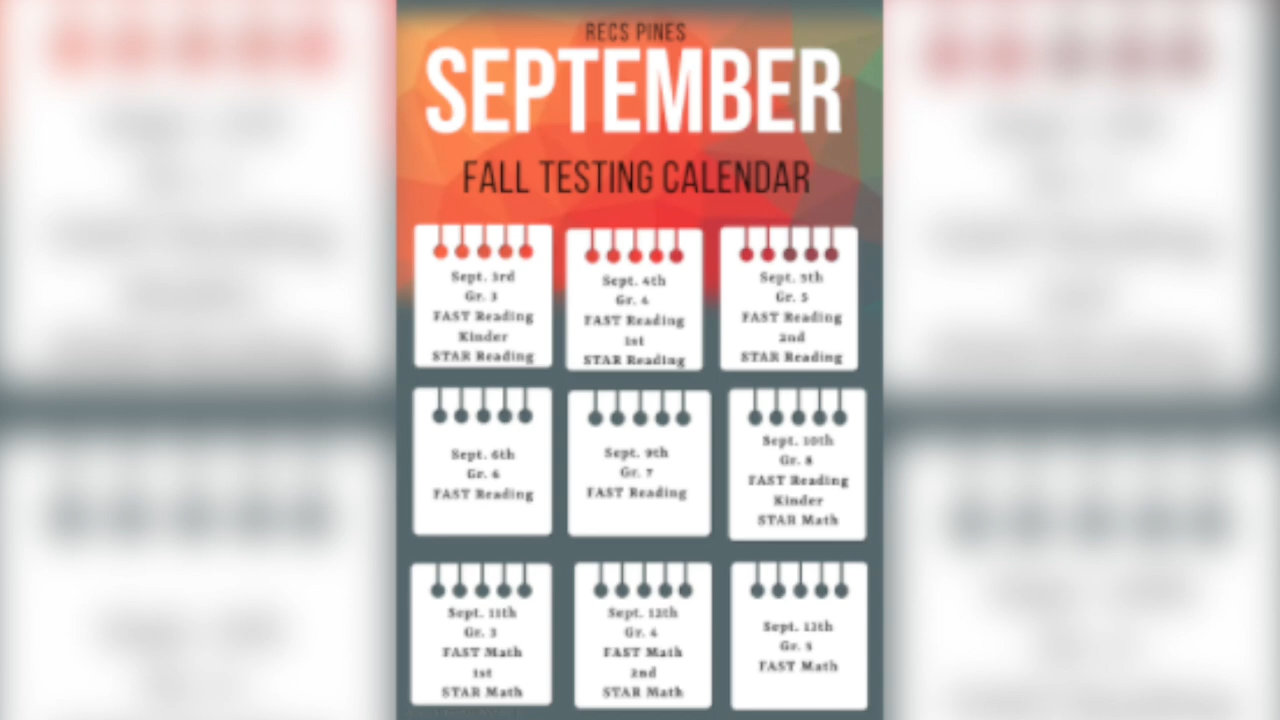 RECS PINES
SEPTEMBER
FALL TESTING CALENDAR
Sept. 3rd
Gr. 3
FAST Reading
Kinder
STAR Reading
Sept. 4th
Gr. 4
FAST Reading
1st
STAR Reading
Sept. 5th
Gr. 5
FAST Reading
2nd
STAR Reading
Sept. 6th
Gr. 6
FAST Reading
Sept. 9th
Gr. 7
FAST Reading
Sept. 10th
Gr. 8
FAST Reading
Kinder
STAR Math
Sept. 11th
Gr. 3
FAST Math
1st
STAR Math
Sept. 12th
Gr. 4
FAST Math
2nd
STAR Math
Sept. 13th
Gr. 5
FAST Math